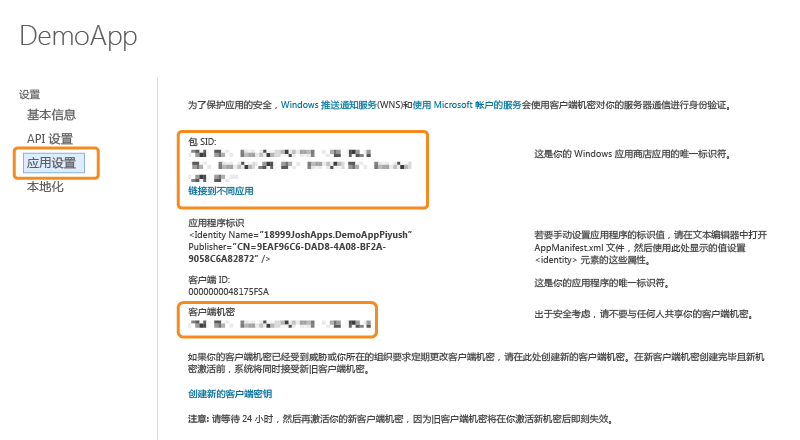 DemoApp
设置
基本信息
API 设置
应用设置
本地化
为了保护应用的安全，Windows 推送通知服务(WNS)和使用 Microsoft 帐户的服务会使用客户端机密对你的服务器通信进行身份验证。
包 SID:
链接到不同应用
这是你的 Windows 应用商店应用的唯一标识符。
应用程序标识
<Identity Name="18999JoshApps.DemoAppPiyush"
Publisher="CN=9EAF96C6-DAD8-4A08-BF2A-
9058C6A82872" />
若要手动设置应用程序的标识值，请在文本编辑器中打开
AppManifest.xml 文件，然后使用此处显示的值设置
<identity> 元素的这些属性。
客户端 ID:
0000000048175FSA
这是你的应用程序的唯一标识符。
客户端机密
出于安全考虑，请不要与任何人共享你的客户端机密。
如果你的客户端机密已经受到威胁或你所在的组织要求定期更改客户端机密，请在此处创建新的客户端机密。在新客户端机密创建完毕且新机
密激活前，系统将同时接受新旧客户端机密。
创建新的客户端密钥
注意: 请等待 24 小时，然后再激活你的新客户端机密，因为旧客户端机密将在你激活新机密后即刻失效。